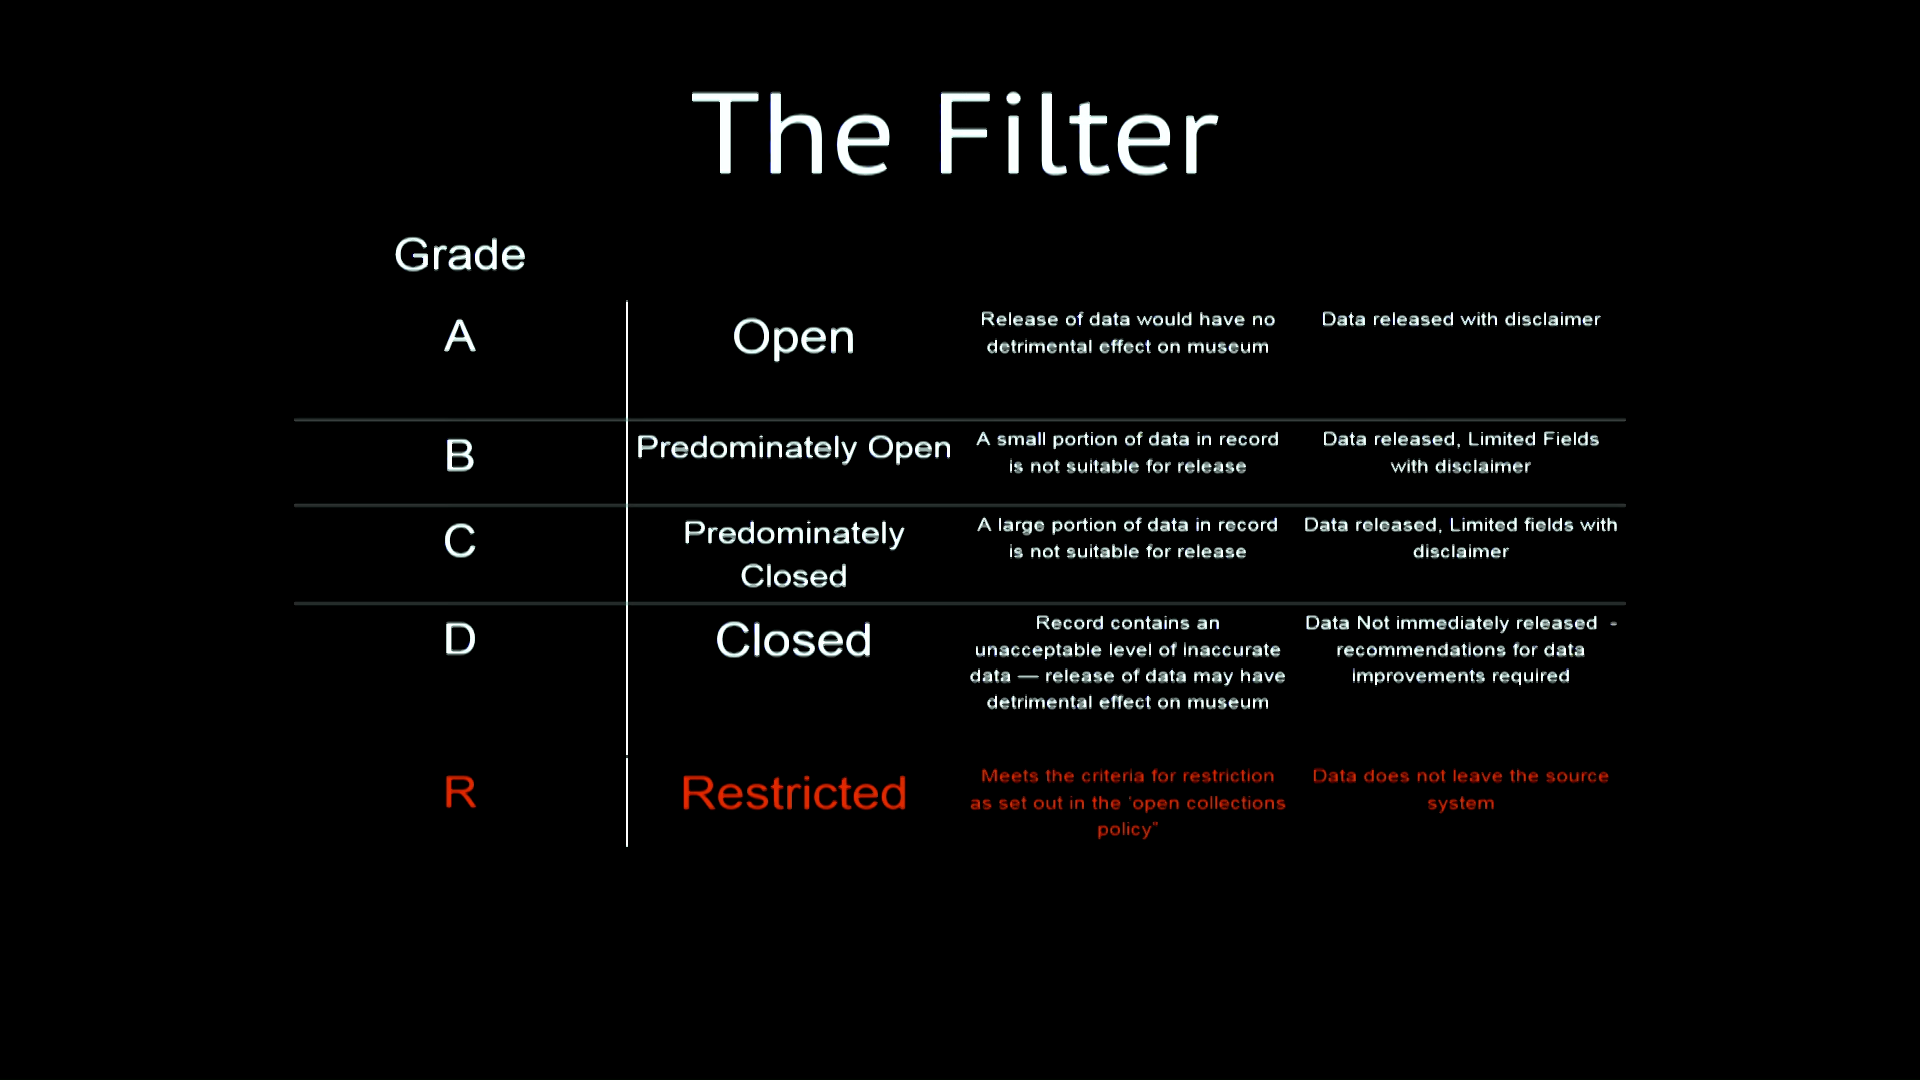 The Filter
Grade
A
Open
Release of data would have no
detrimental effect on museum
Data released with disclaimer
B
Predominately Open
A small portion of data in record
is not suitable for release
Data released, Limited Fields
with disclaimer
C
Predominately
Closed
A large portion of data in record
is not suitable for release
Data released, Limited fields with
disclaimer
D
Closed
Record contains an
unacceptable level of inaccurate
data — release of data may have
detrimental effect on museum
Data Not immediately released -
recommendations for data
improvements required
R
Restricted
Meets the criteria for restriction
as set out in the 'open collections
policy"
Data does not leave the source
system